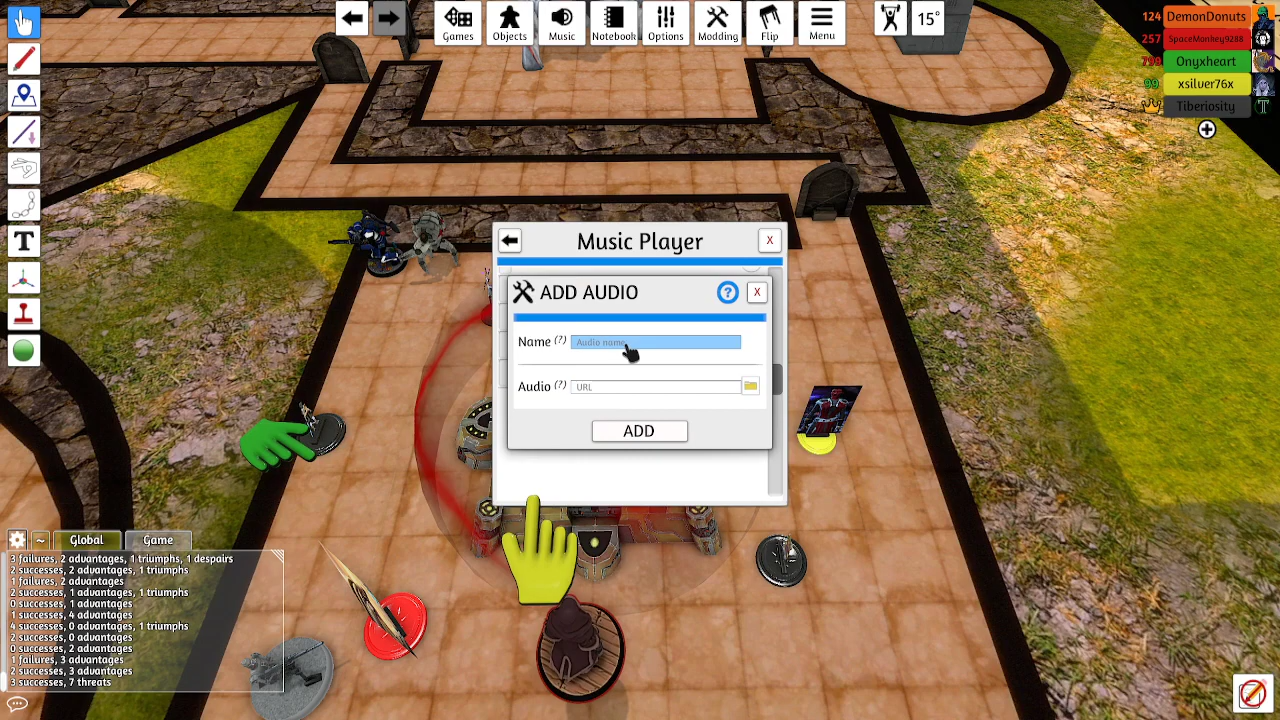 Games
Objects
Music
Notebook
Options
Modding
Flip
Menu
15°
124 DemonDonuts
257 SpaceMonkey9288
799 Onyxheart
99 xsilver76x
Tiberiosity
T
Music Player
X
ADD AUDIO
?
X
Name (?)
Audio name
Audio (?)
URL
ADD
~
Global
Game
3 failures, 2 advantages, 1 triumphs, 1 despairs
2 successes, 2 advantages, 1 triumphs
1 failures, 2 advantages
2 successes, 1 advantages, 1 triumphs
0 successes, 1 advantages
1 successes, 4 advantages
4 successes, 0 advantages, 1 triumphs
2 successes, 0 advantages
0 successes, 2 advantages
1 failures, 3 advantages
2 successes, 3 advantages
3 successes, 7 threats